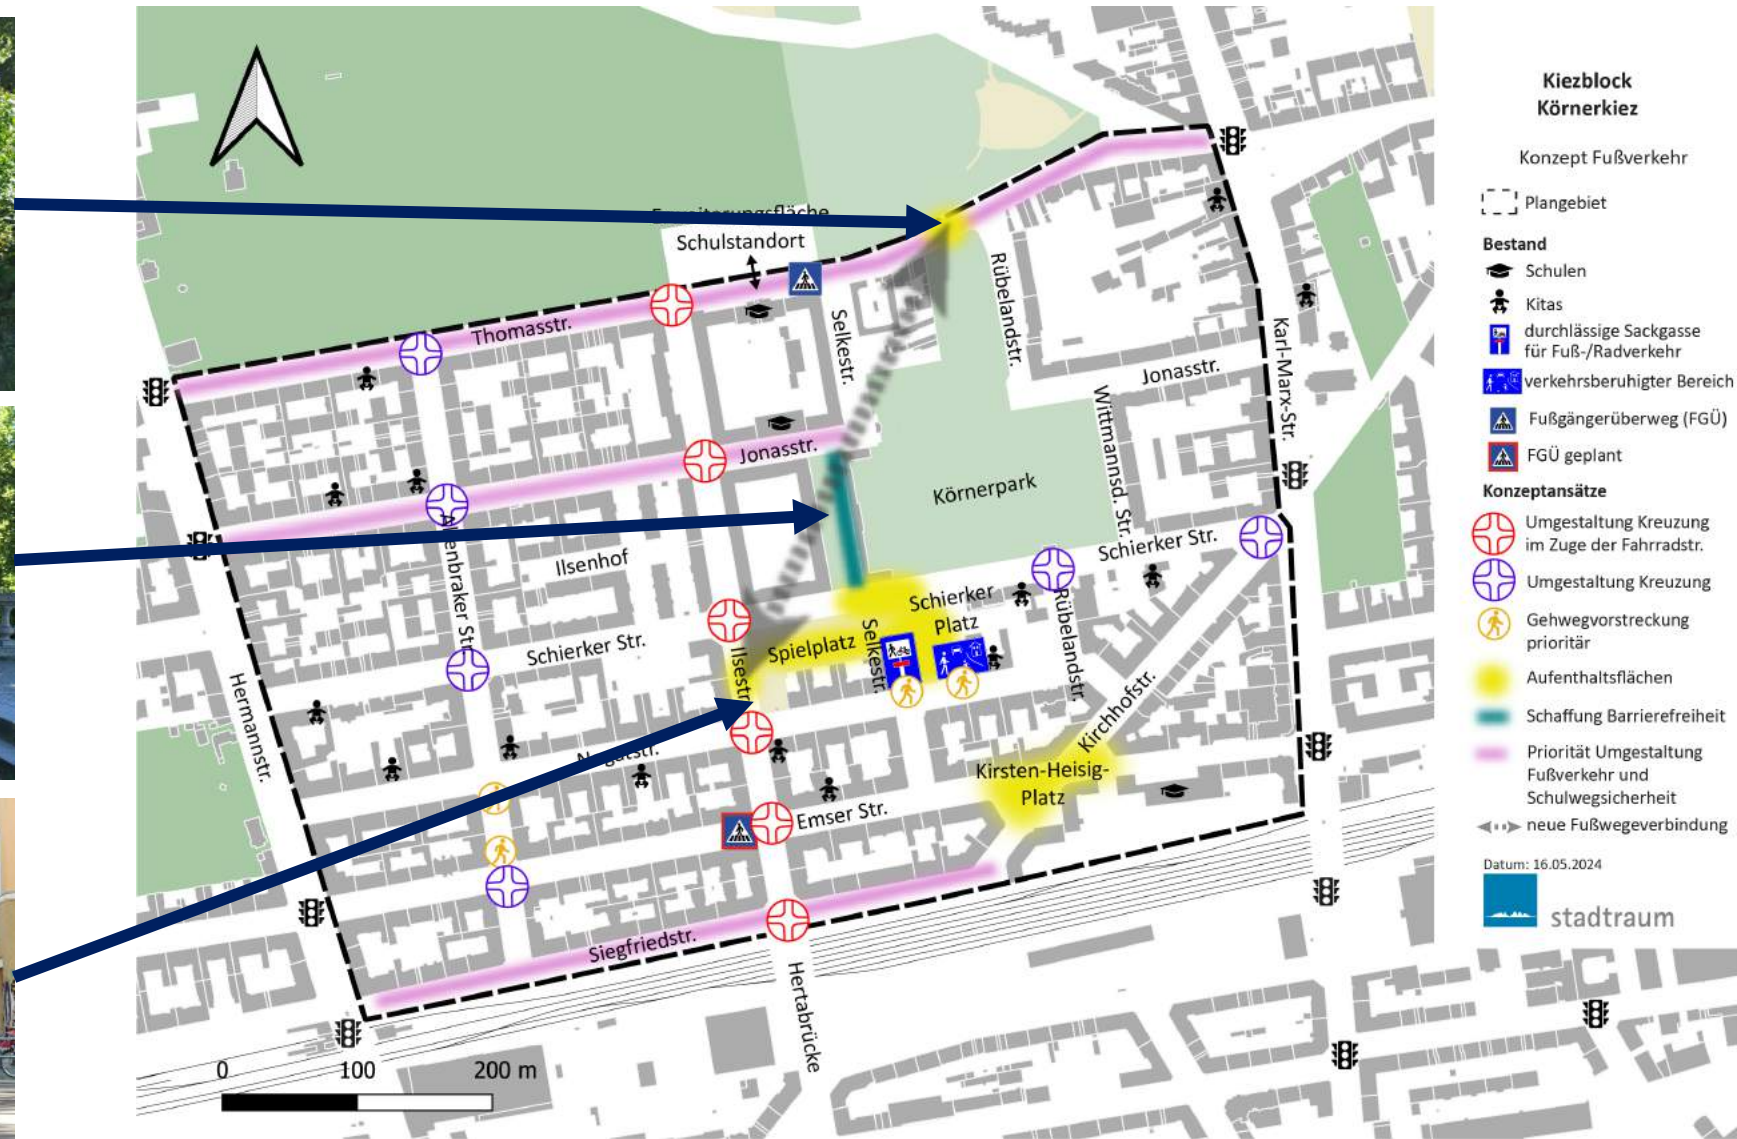 Kiezblock
Körnerkiez
Konzept Fußverkehr
Plangebiet
Bestand
Schulen
Kitas
durchlässige Sackgasse
für Fuß-/Radverkehr
verkehrsberuhigter Bereich
Fußgängerüberweg (FGÜ)
FGÜ geplant
Konzeptansätze
Umgestaltung Kreuzung
im Zuge der Fahrradstr.
Umgestaltung Kreuzung
Gehwegvorstreckung
prioritär
Aufenthaltsflächen
Schaffung Barrierefreiheit
Priorität Umgestaltung
Fußverkehr und
Schulwegsicherheit
neue Fußwegeverbindung
Datum: 16.05.2024
stadtraum
Schulstandort
Thomasstr.
Selkestr.
Rübelandstr.
Karl-Marx-Str.
Jonasstr.
Wittmannsd. Str.
Jonasstr.
Körnerpark
Ilsenhof
Schierker Str.
Schierker
Platz
Schierker Str.
Spielplatz
Selkestr.
Rübelandstr.
Ilsestr.
Hermannstr.
Kirchhofstr.
Kirsten-Heisig-
Platz
Emser Str.
Siegfriedstr.
Hertabrücke
0 100 200 m